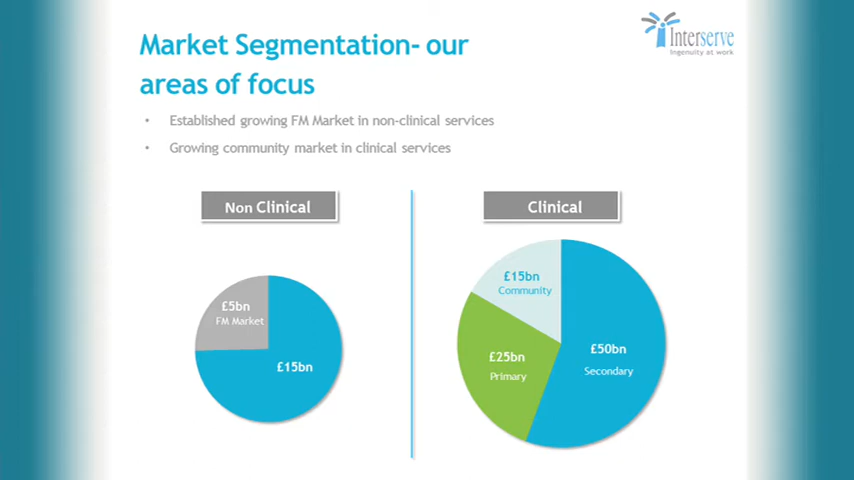 Market Segmentation- our
areas of focus
Interserve
Ingenuity at work
• Established growing FM Market in non-clinical services
• Growing community market in clinical services
Non Clinical
Clinical
£5bn
FM Market
£15bn
£15bn
Community
£25bn
Primary
£50bn
Secondary